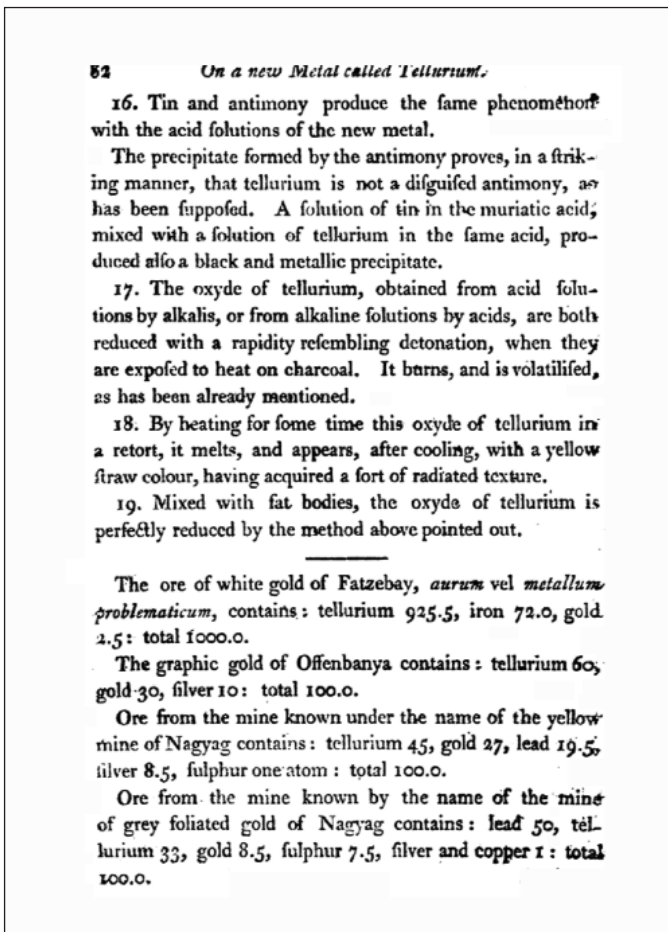 52 On a new Metal called Tellurium.
16. Tin and antimony produce the ſame phenomenon
with the acid ſolutions of the new metal.
The precipitate formed by the antimony proves, in a ſtrik-
ing manner, that tellurium is not a diſguiſed antimony, as
has been ſuppoſed. A ſolution of tin in the muriatic acid,
mixed with a ſolution of tellurium in the ſame acid, pro-
duced alſo a black and metallic precipitate.
17. The oxyde of tellurium, obtained from acid ſolu-
tions by alkalis, or from alkaline ſolutions by acids, are both
reduced with a rapidity reſembling detonation, when they
are expoſed to heat on charcoal. It burns, and is volatiliſed,
as has been already mentioned.
18. By heating for ſome time this oxyde of tellurium in
a retort, it melts, and appears, after cooling, with a yellow
ſtraw colour, having acquired a ſort of radiated texture.
19. Mixed with fat bodies, the oxyde of tellurium is
perfectly reduced by the method above pointed out.
The ore of white gold of Fatzebay, aurum vel metallum
problematicum, contains: tellurium 925.5, iron 72.0, gold
2.5: total 1000.0.
The graphic gold of Offenbanya contains: tellurium 60,
gold 30, ſilver 10: total 100.0.
Ore from the mine known under the name of the yellow
mine of Nagyag contains: tellurium 45, gold 27, lead 19.5,
ſilver 8.5, ſulphur one atom: total 100.0.
Ore from the mine known by the name of the mine
of grey foliated gold of Nagyag contains: lead 50, tel-
lurium 33, gold 8.5, ſulphur 7.5, ſilver and copper 1: total
100.0.